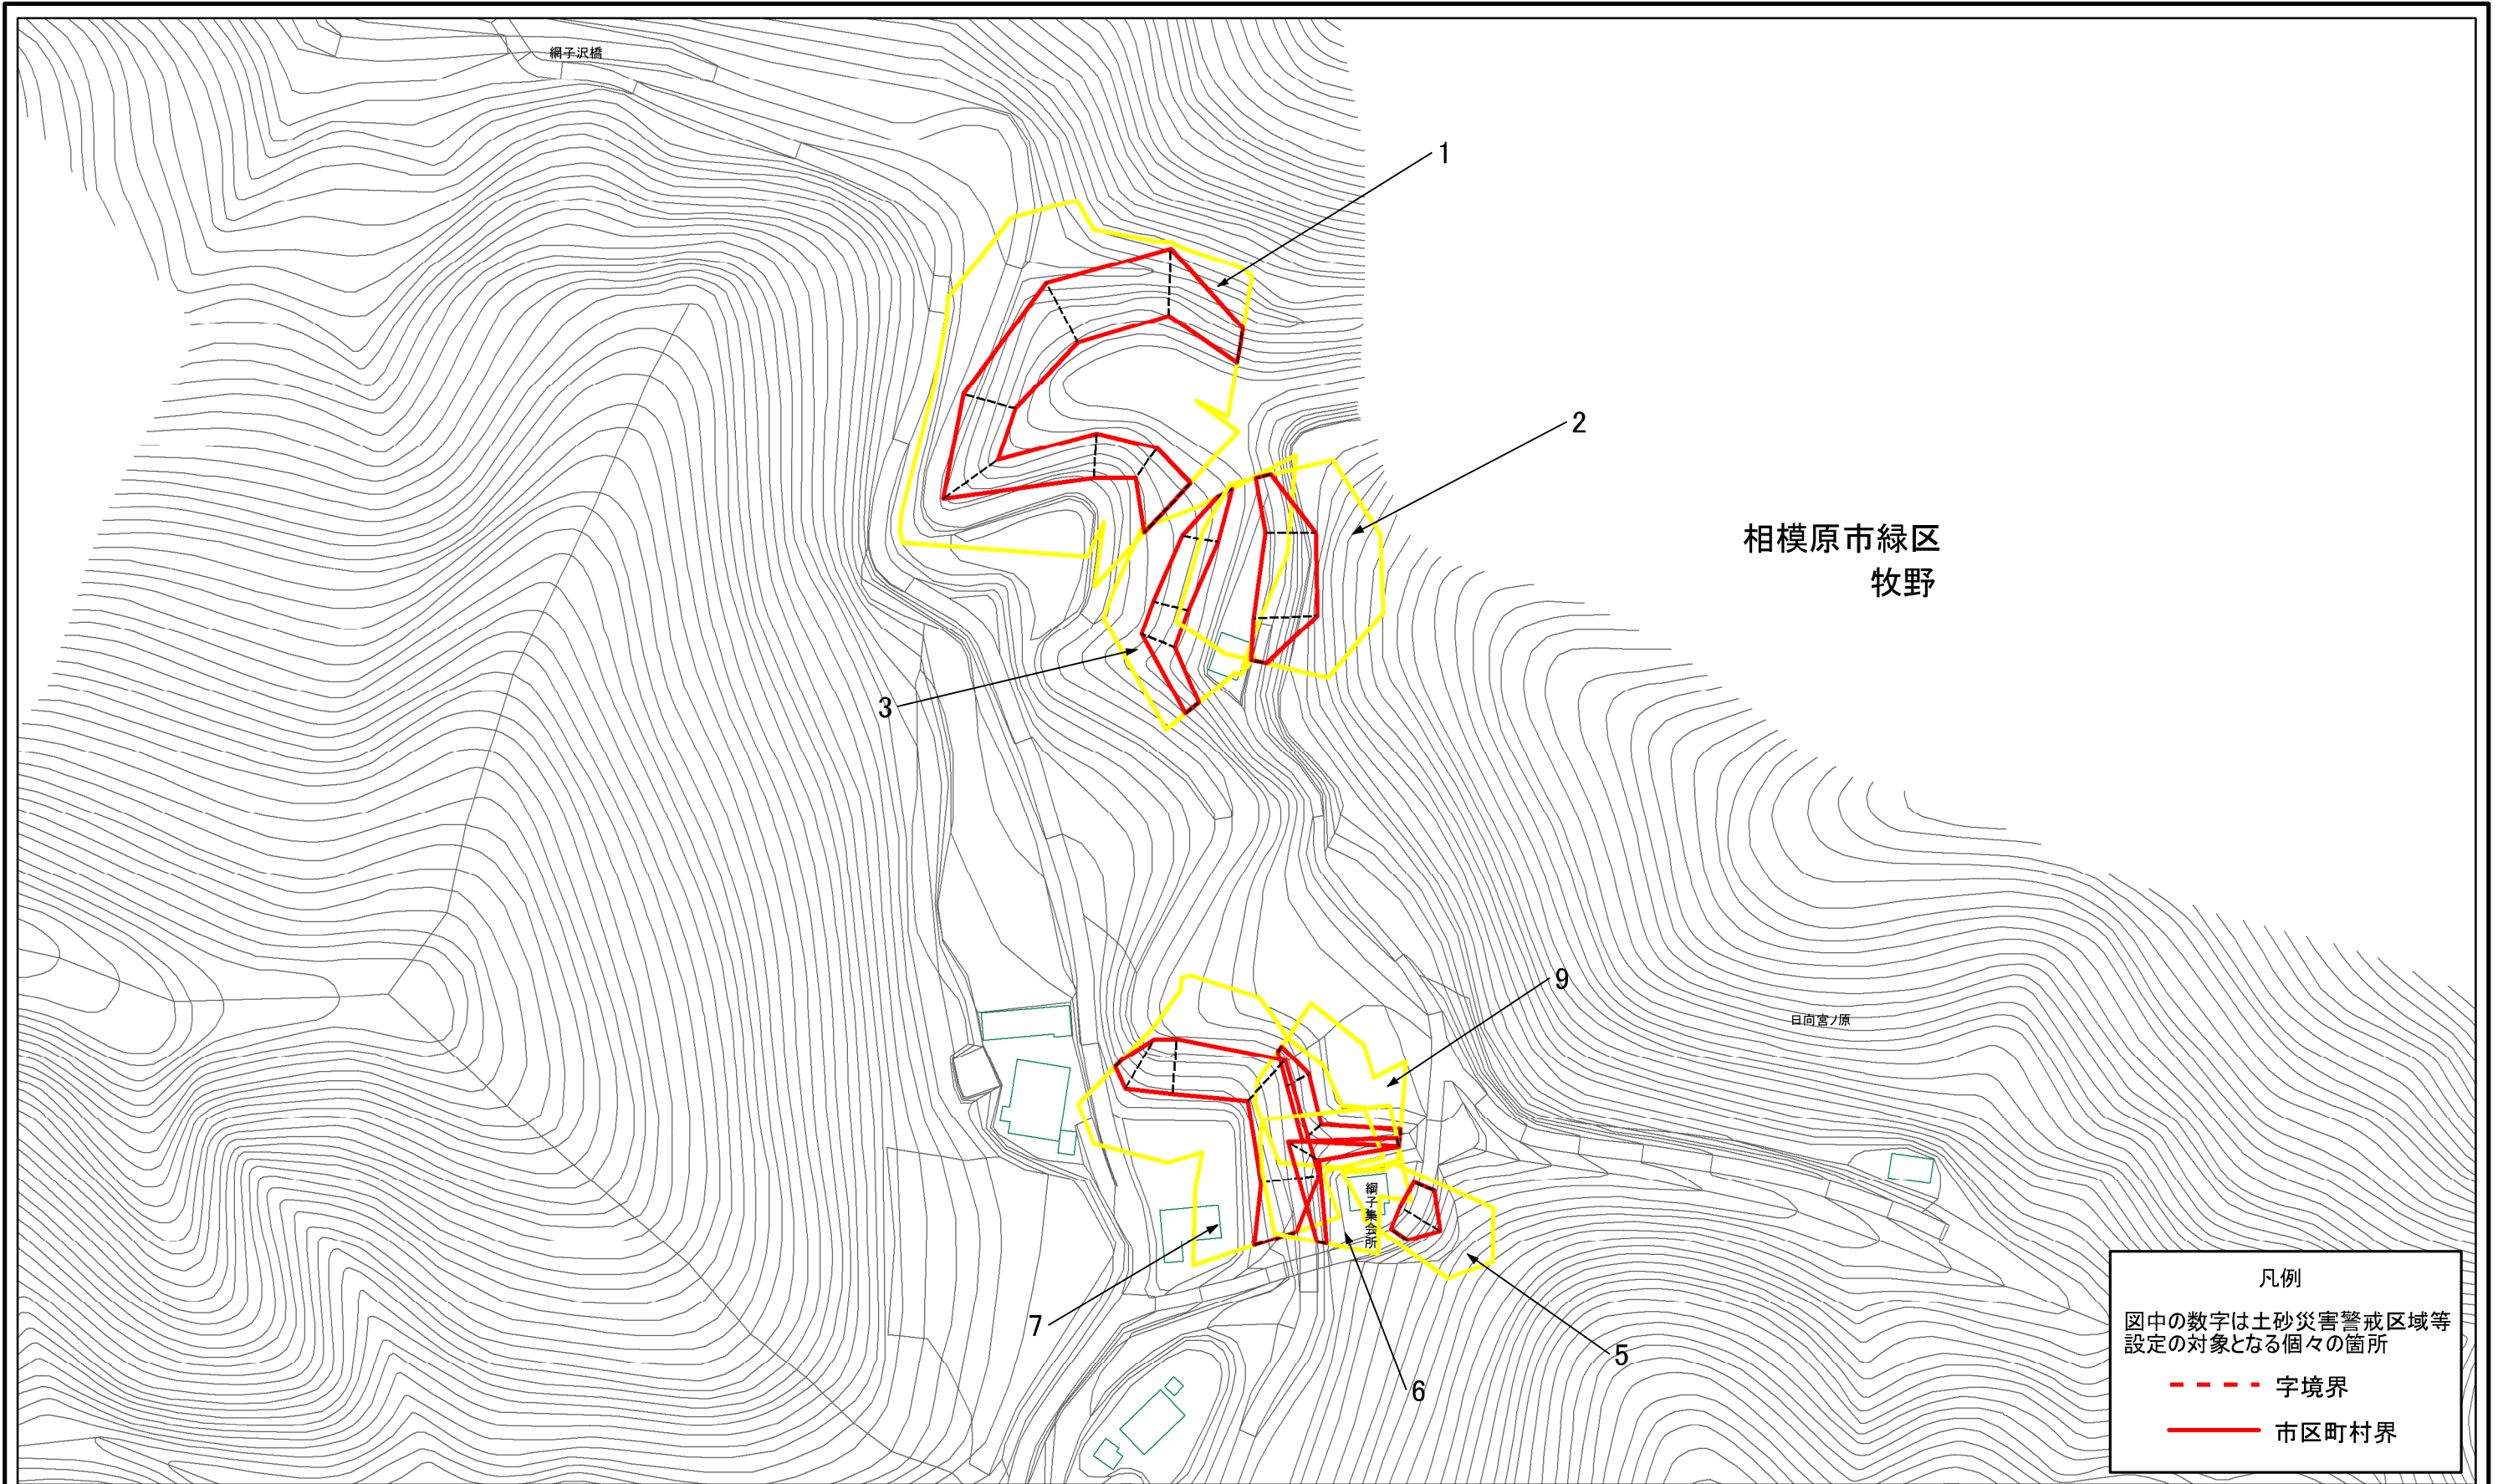 網子沢橋
1
2
相模原市緑区
牧野
3
9
日向宮ノ原
綱子集会所
7
5
6
凡例
図中の数字は土砂災害警戒区域等
設定の対象となる個々の箇所
字境界
市区町村界